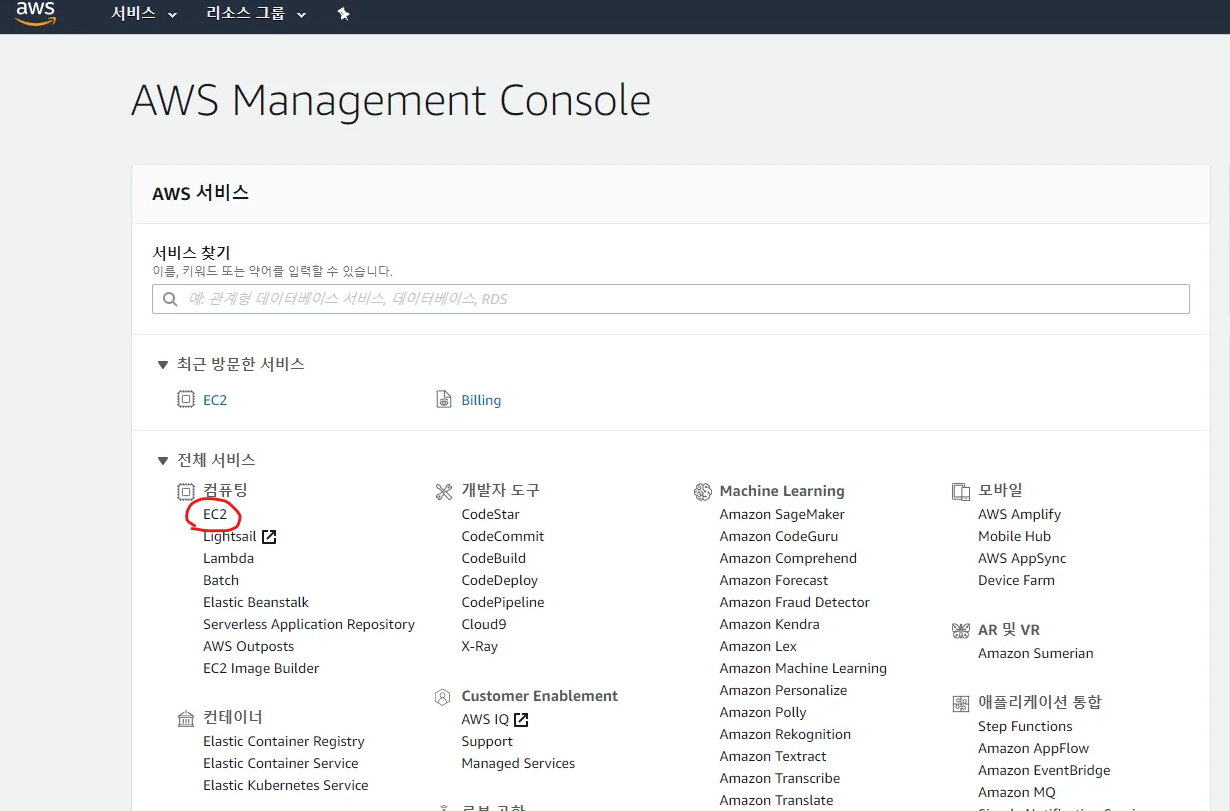 aws
서비스
리소스 그룹
AWS Management Console
AWS 서비스
서비스 찾기
이름, 키워드 또는 약어를 입력할 수 있습니다.
예: 관계형 데이터베이스 서비스, 데이터베이스, RDS
최근 방문한 서비스
EC2
Billing
전체 서비스
컴퓨팅
EC2
Lightsail
Lambda
Batch
Elastic Beanstalk
Serverless Application Repository
AWS Outposts
EC2 Image Builder
컨테이너
Elastic Container Registry
Elastic Container Service
Elastic Kubernetes Service
개발자 도구
CodeStar
CodeCommit
CodeBuild
CodeDeploy
CodePipeline
Cloud9
X-Ray
Customer Enablement
AWS IQ
Support
Managed Services
Machine Learning
Amazon SageMaker
Amazon CodeGuru
Amazon Comprehend
Amazon Forecast
Amazon Fraud Detector
Amazon Kendra
Amazon Lex
Amazon Machine Learning
Amazon Personalize
Amazon Polly
Amazon Rekognition
Amazon Textract
Amazon Transcribe
Amazon Translate
모바일
AWS Amplify
Mobile Hub
AWS AppSync
Device Farm
AR 및 VR
Amazon Sumerian
애플리케이션 통합
Step Functions
Amazon AppFlow
Amazon EventBridge
Amazon MQ